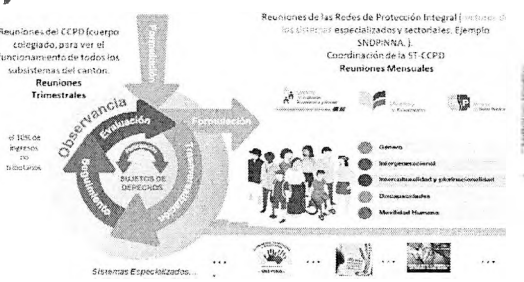 Reuniones del CCPD (cuerpo
colegiado, para ver el
funcionamiento de todos los
subsistemas del cantón.
Reuniones
Trimestrales
el 10% de
ingresos
no
tributarios
Observancia
Evaluación
Formulación
Transversalización
Seguimiento
SUJETOS DE
DERECHOS
Reuniones de las Redes de Protección Integral (
los sistemas especializados y sectoriales. Ejemplo
SNDPINNA. ).
Coordinación de la ST-CCPD
Reuniones Mensuales
Género
Intergeneracional
Interculturalidad y plurinacionalidad
Discapacidades
Movilidad Humana
Sistemas Especializados...